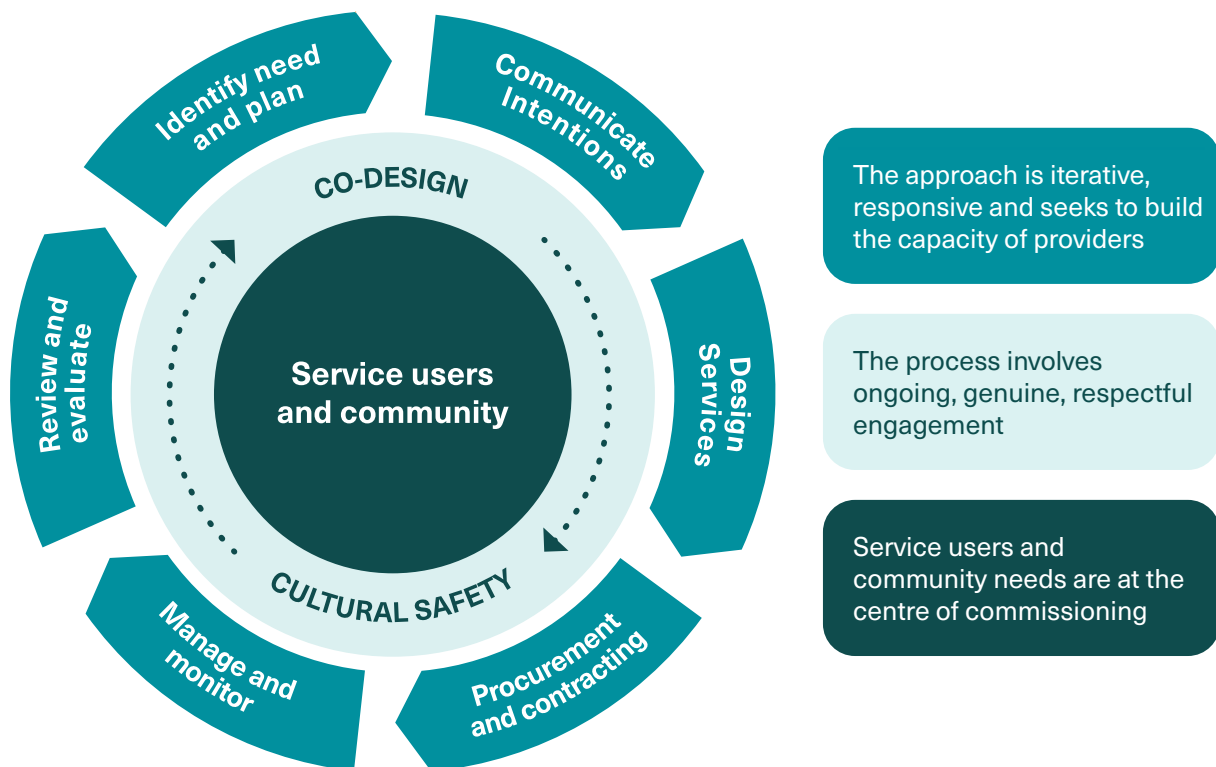 Identify need
and plan
Communicate
Intentions
Design
Services
Procurement
and contracting
Manage and
monitor
Review and
evaluate
CO-DESIGN
Service users
and community
CULTURAL SAFETY
The approach is iterative,
responsive and seeks to build
the capacity of providers
The process involves
ongoing, genuine, respectful
engagement
Service users and
community needs are at the
centre of commissioning